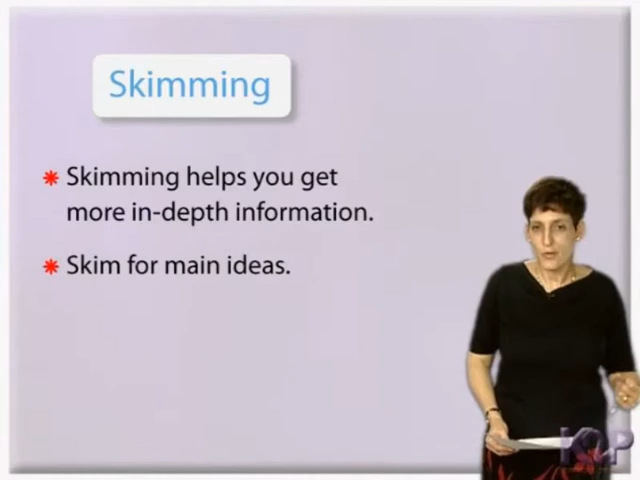 Skimming
Skimming helps you get
more in-depth information.
Skim for main ideas.